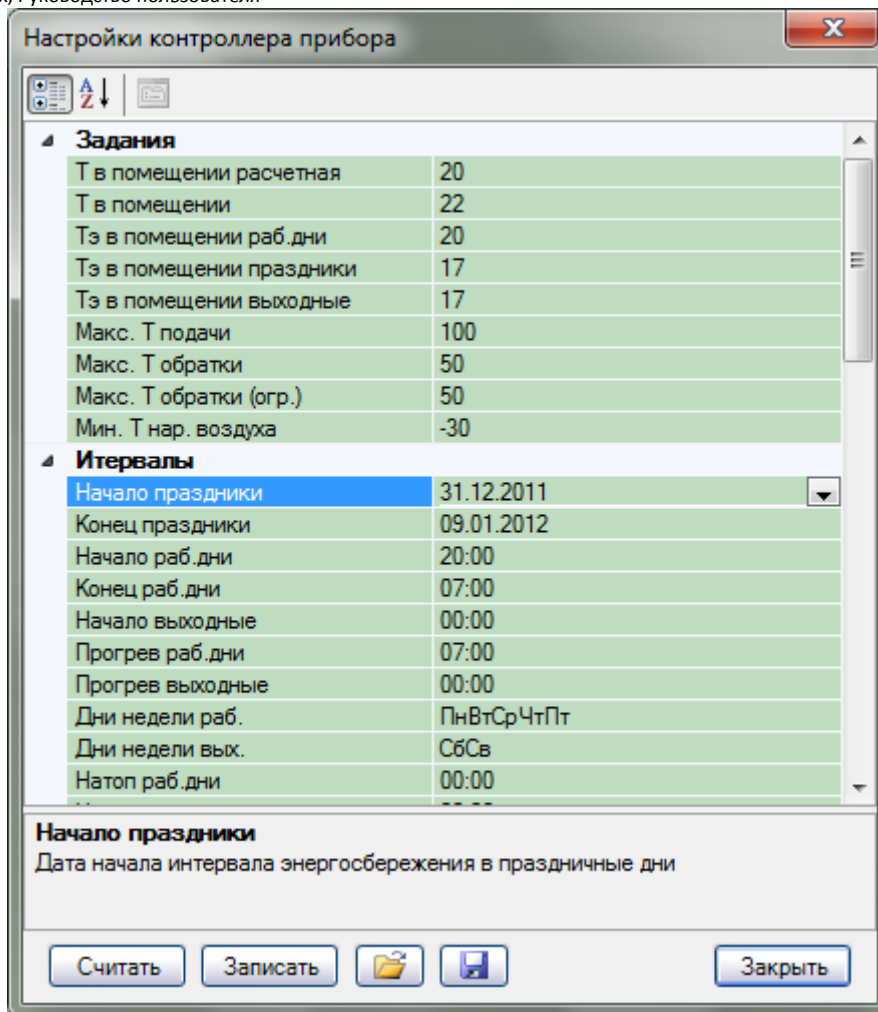 Руководство пользователя
Настройки контроллера прибора
Задания
Т в помещении расчетная 20
Т в помещении 22
Тэ в помещении раб.дни 20
Тэ в помещении праздники 17
Тэ в помещении выходные 17
Макс. Т подачи 100
Макс. Т обратки 50
Макс. Т обратки (огр.) 50
Мин. Т нар. воздуха -30
Итервалы
Начало праздники 31.12.2011
Конец праздники 09.01.2012
Начало раб.дни 20:00
Конец раб.дни 07:00
Начало выходные 00:00
Прогрев раб.дни 07:00
Прогрев выходные 00:00
Дни недели раб. ПнВтСрЧтПт
Дни недели вых. СбСв
Натоп раб.дни 00:00
Начало праздники
Дата начала интервала энергосбережения в праздничные дни
Считать Записать Закрыть